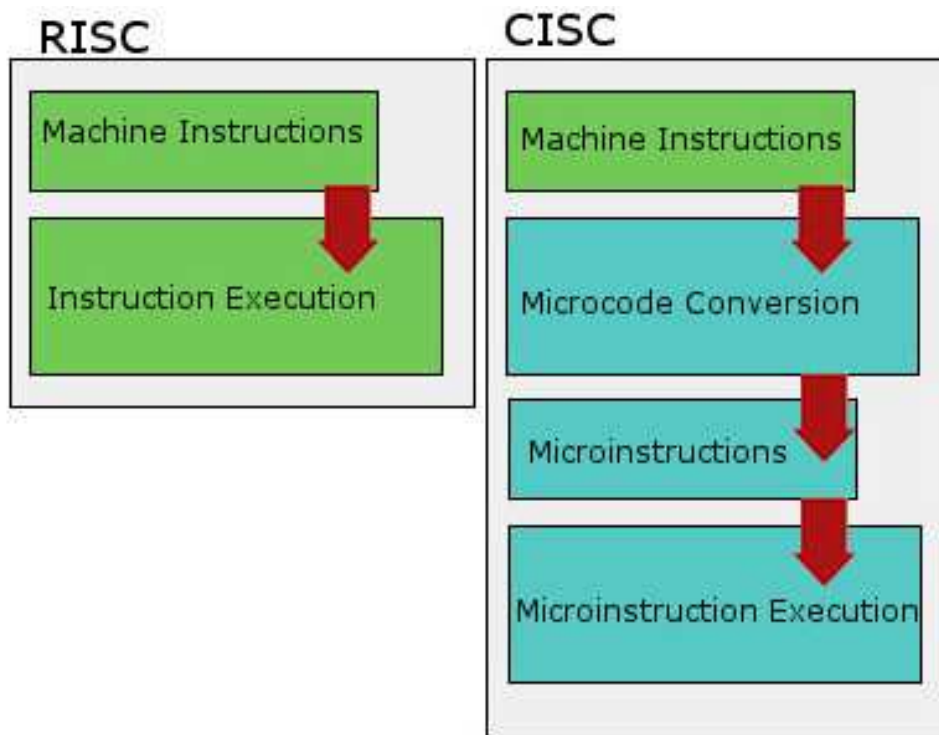 RISC
Machine Instructions
Instruction Execution
CISC
Machine Instructions
Microcode Conversion
Microinstructions
Microinstruction Execution